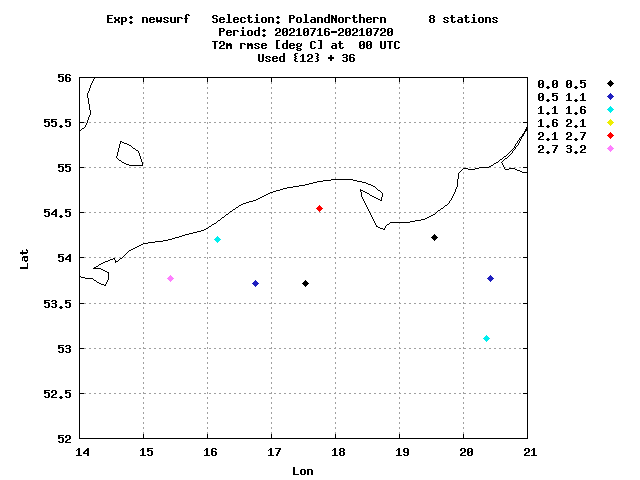 Exp: newsurf   Selection: PolandNorthern      8 stations
Period: 20210716-20210720
T2m rmse [deg C] at  00 UTC
Used {12} + 36
56
55.5
55
54.5
54
53.5
53
52.5
52
14 15 16 17 18 19 20 21
Lat
Lon
0.0 0.5
0.5 1.1
1.1 1.6
1.6 2.1
2.1 2.7
2.7 3.2